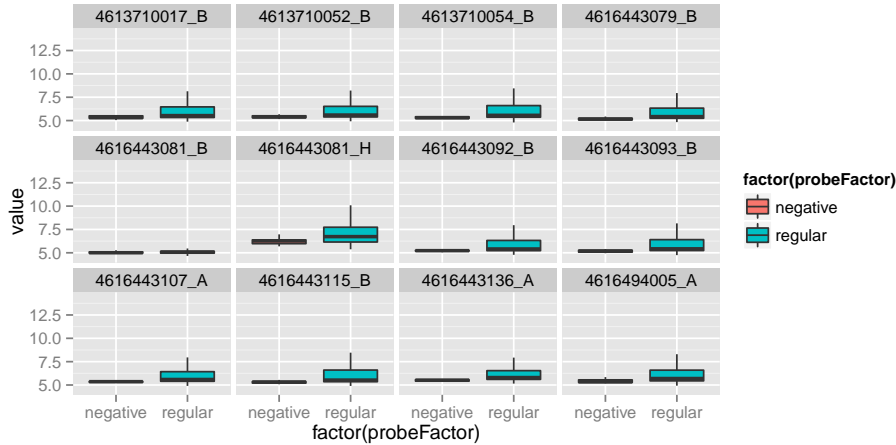 4613710017_B 4613710052_B 4613710054_B 4616443079_B
12.5
10.0
7.5
5.0
4616443081_B 4616443081_H 4616443092_B 4616443093_B
12.5
10.0
7.5
5.0
4616443107_A 4616443115_B 4616443136_A 4616494005_A
12.5
10.0
7.5
5.0
negative regular negative regular negative regular negative regular
factor(probeFactor)
value
factor(probeFactor)
negative
regular